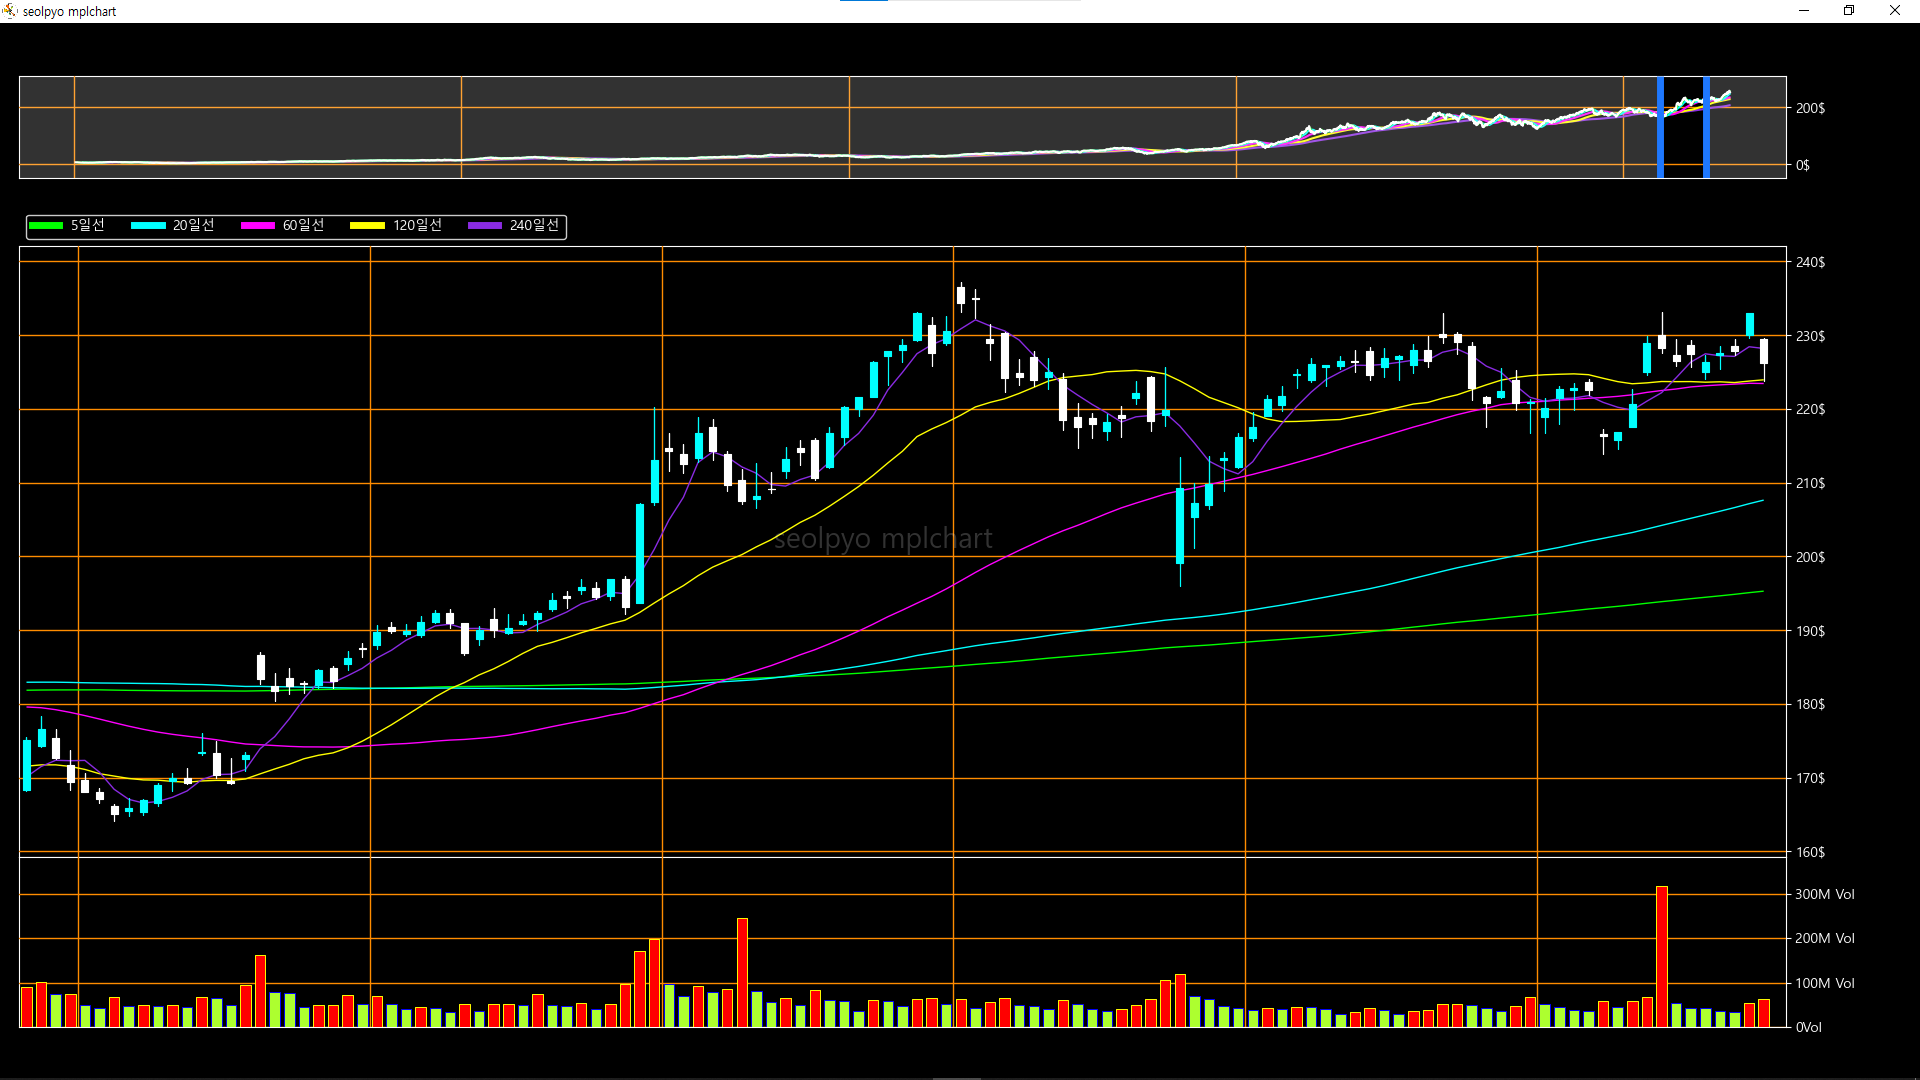 seolpyo mplchart
200$
0$
5일선 20일선 60일선 120일선 240일선
240$
230$
220$
210$
seolpyo mplchart
200$
190$
180$
170$
160$
300M Vol
200M Vol
100M Vol
0Vol